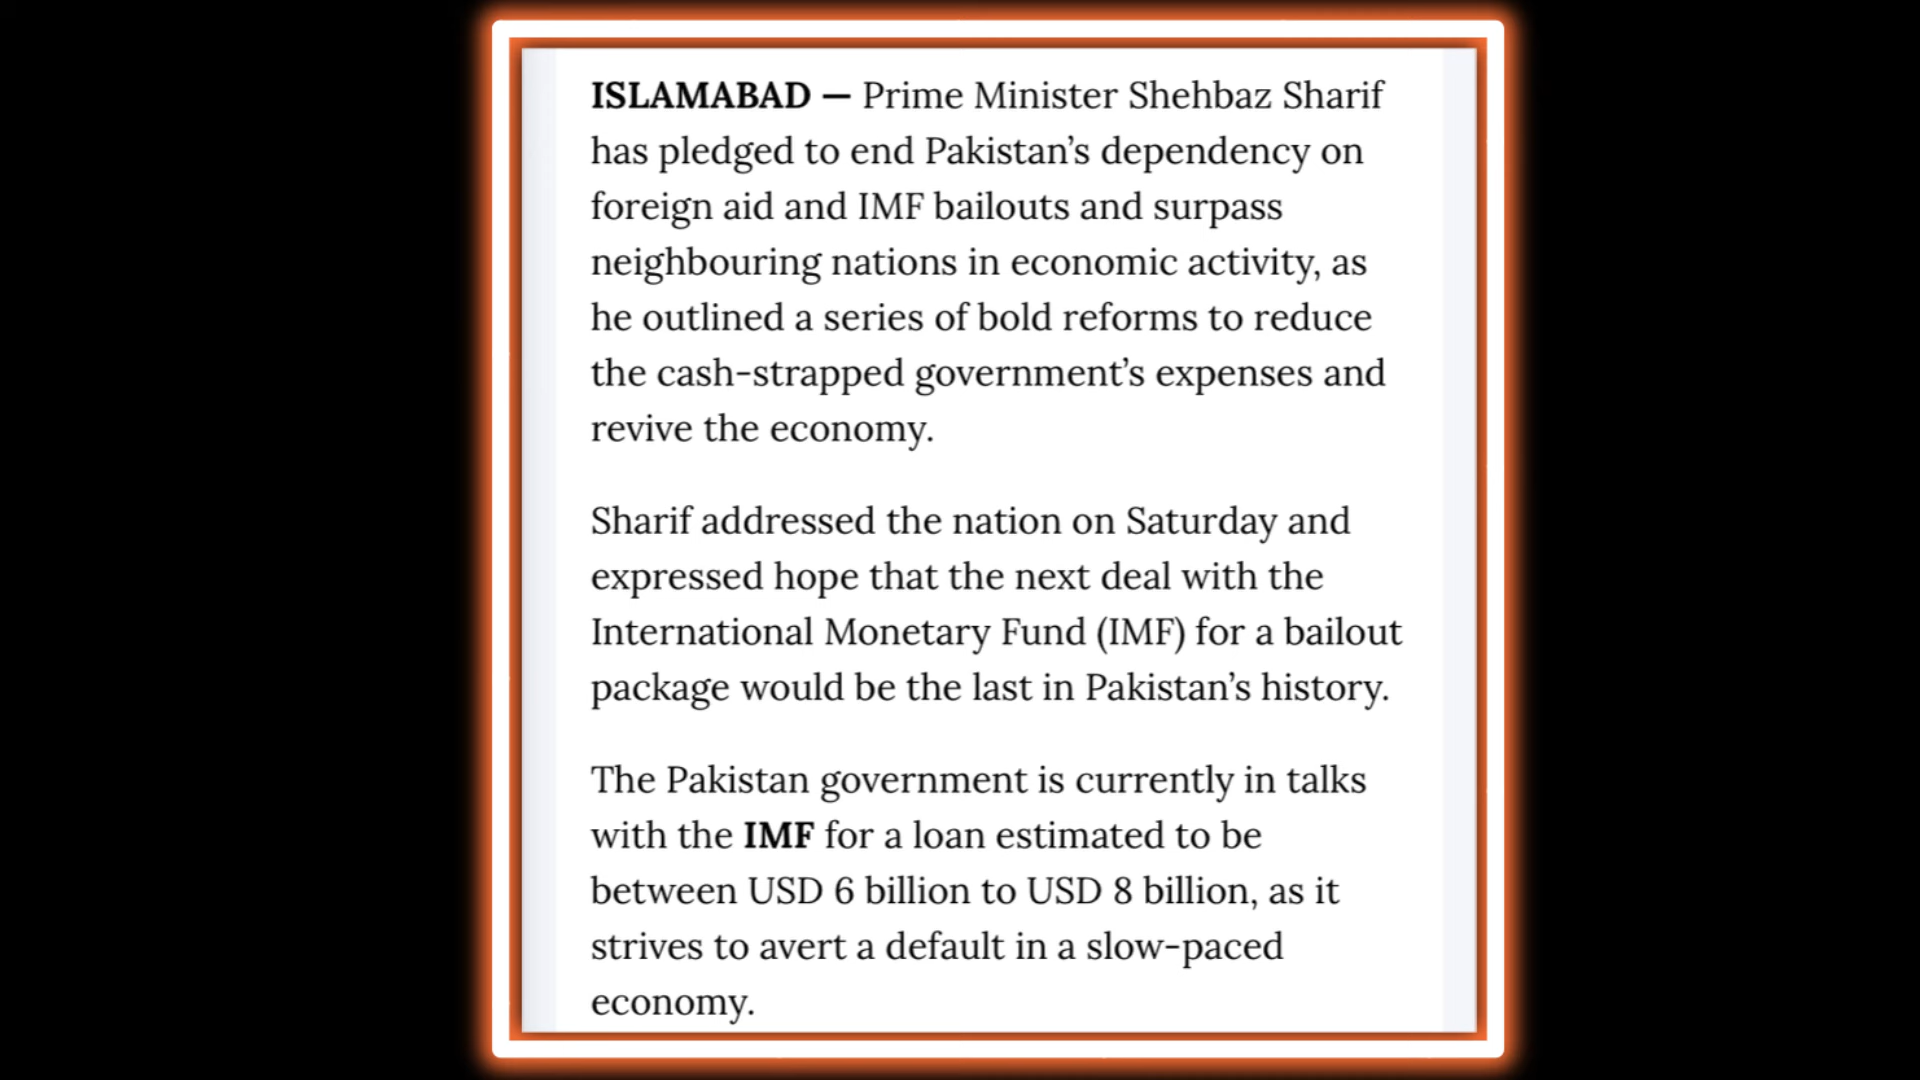 ISLAMABAD — Prime Minister Shehbaz Sharif
has pledged to end Pakistan’s dependency on
foreign aid and IMF bailouts and surpass
neighbouring nations in economic activity, as
he outlined a series of bold reforms to reduce
the cash-strapped government’s expenses and
revive the economy.
Sharif addressed the nation on Saturday and
expressed hope that the next deal with the
International Monetary Fund (IMF) for a bailout
package would be the last in Pakistan’s history.
The Pakistan government is currently in talks
with the IMF for a loan estimated to be
between USD 6 billion to USD 8 billion, as it
strives to avert a default in a slow-paced
economy.